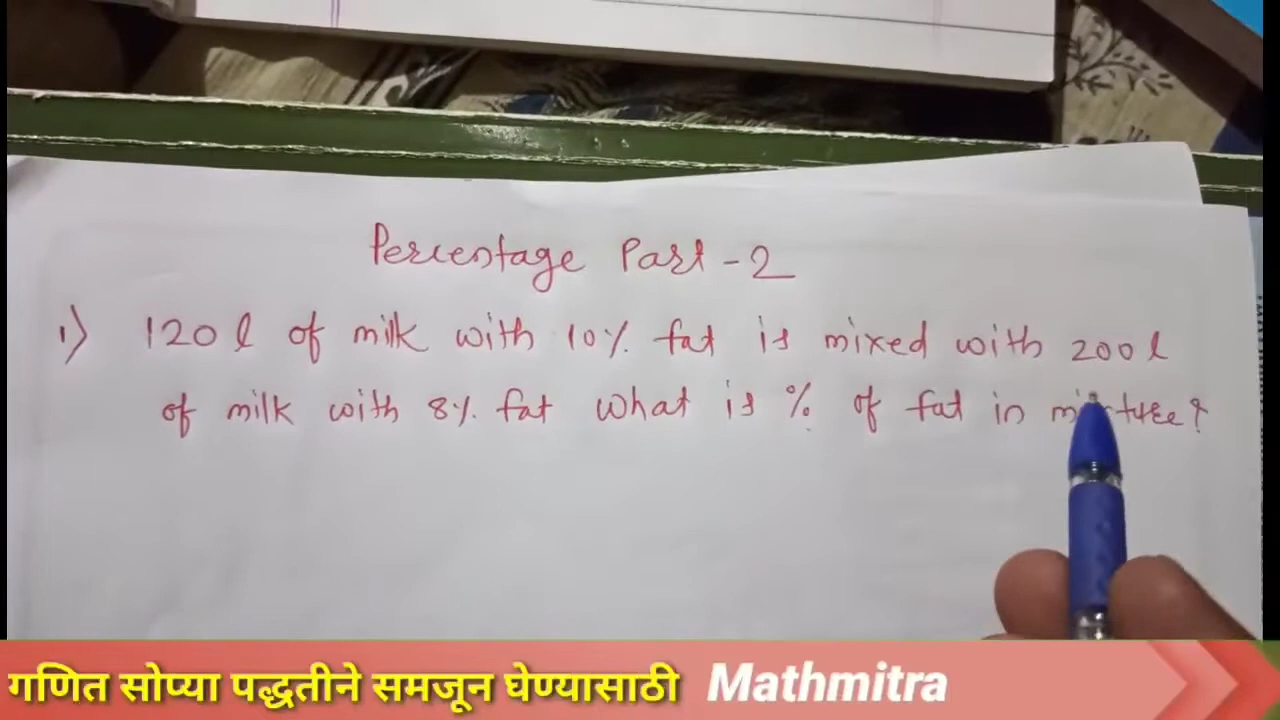 Percentage Part-2
1) 120 l of milk with 10% fat is mixed with 200 l
of milk with 8% fat what is % of fat in mixture?
गणित सोप्या पद्धतीने समजून घेण्यासाठी Mathmitra